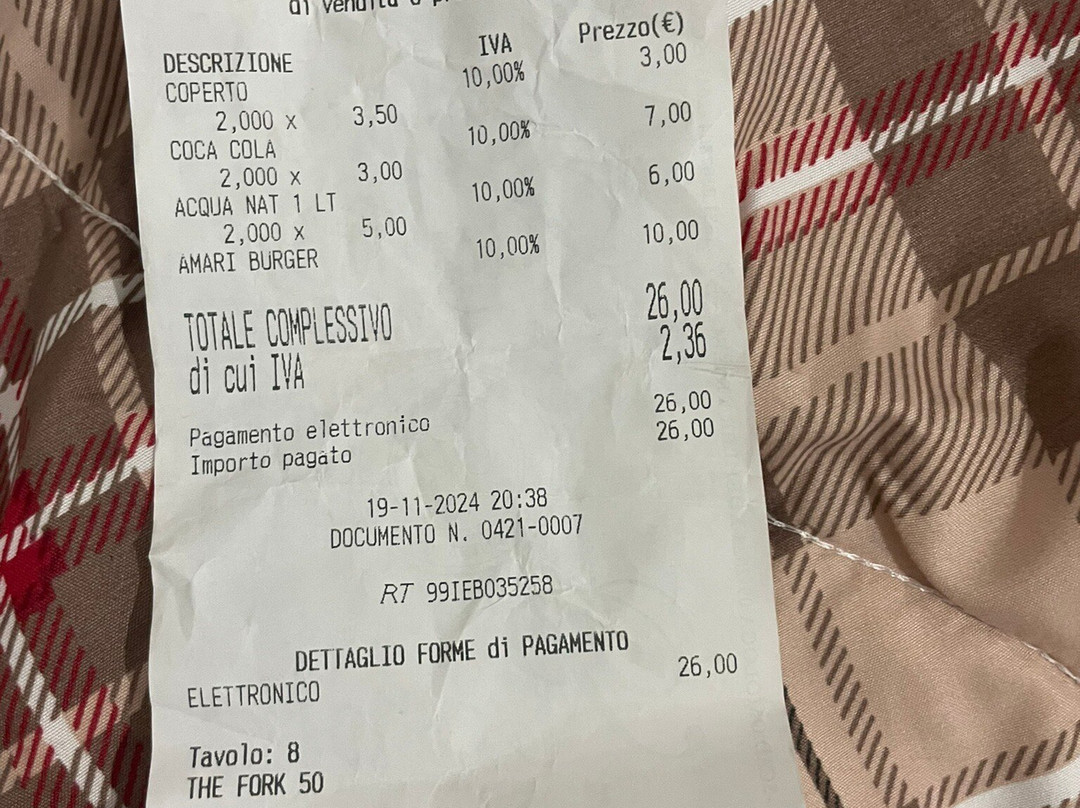 di vendita o p
DESCRIZIONE IVA Prezzo(€)
COPERTO 10,00% 3,00
2,000 x 3,50
COCA COLA 10,00% 7,00
2,000 x 3,00
ACQUA NAT 1 LT 10,00% 6,00
2,000 x 5,00
AMARI BURGER 10,00% 10,00
TOTALE COMPLESSIVO 26,00
di cui IVA 2,36
Pagamento elettronico 26,00
Importo pagato 26,00
19-11-2024 20:38
DOCUMENTO N. 0421-0007
RT 99IEB035258
DETTAGLIO FORME di PAGAMENTO
ELETTRONICO 26,00
Tavolo: 8
THE FORK 50